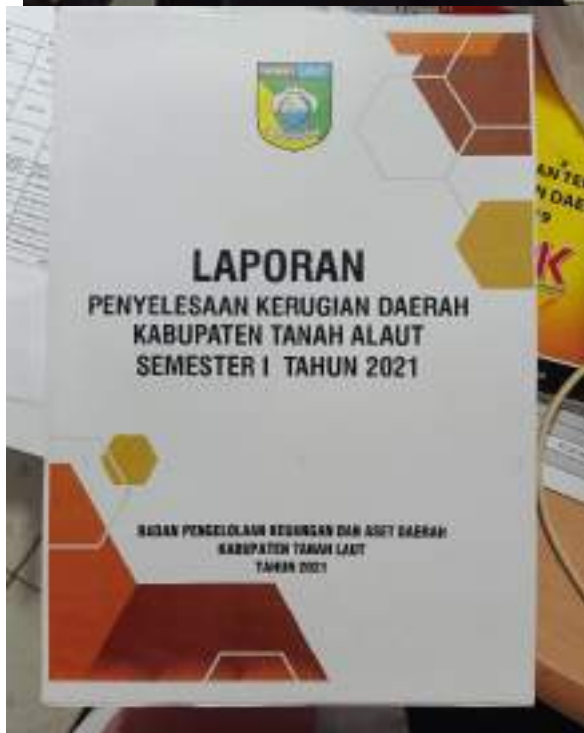 LAPORAN
PENYELESAAN KERUGIAN DAERAH
KABUPATEN TANAH ALAUT
SEMESTER I TAHUN 2021
BADAN PENGELOLAAN KEUANGAN DAN ASET DAERAH
KABUPATEN TANAH LAUT
TAHUN 2021